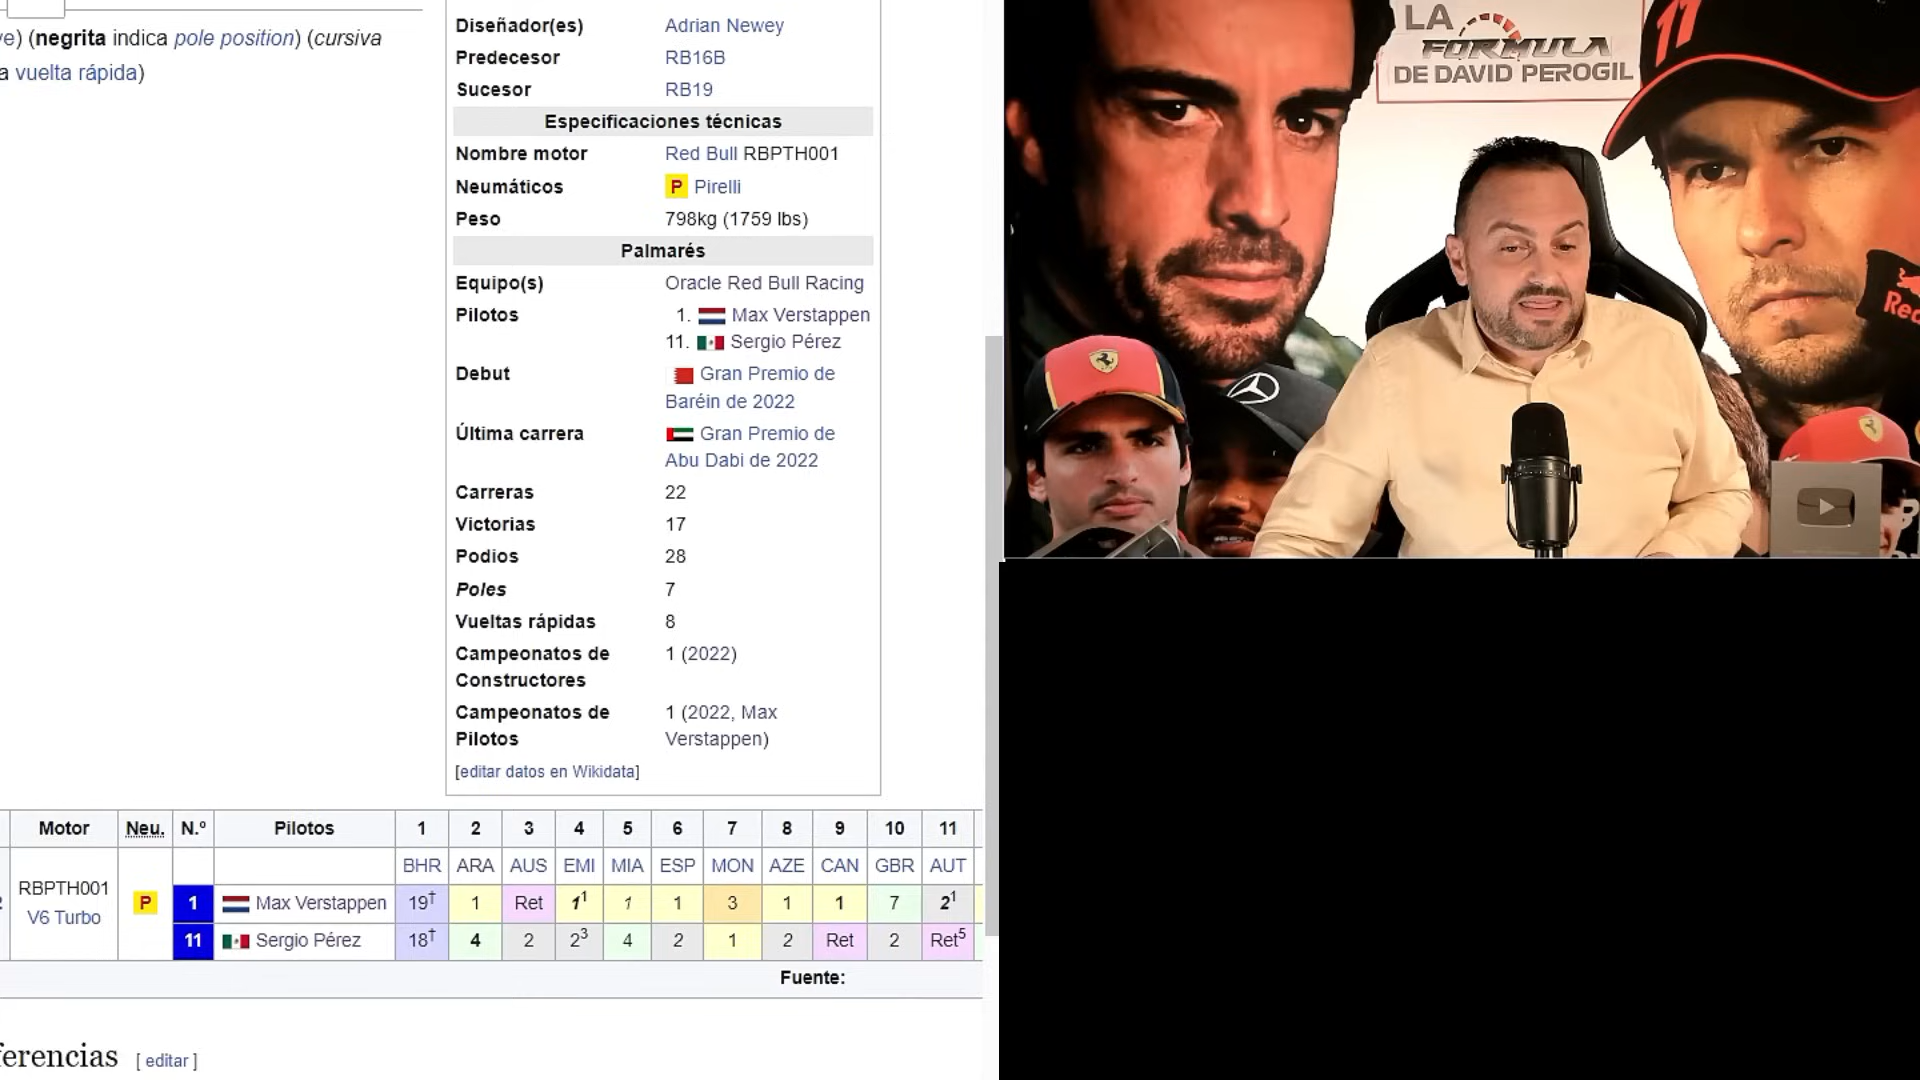 ve) (negrita indica pole position) (cursiva
a vuelta rápida)
Diseñador(es) Adrian Newey
Predecesor RB16B
Sucesor RB19
Especificaciones técnicas
Nombre motor Red Bull RBPTH001
Neumáticos P Pirelli
Peso 798kg (1759 lbs)
Palmarés
Equipo(s) Oracle Red Bull Racing
Pilotos 1. Max Verstappen
11. Sergio Pérez
Debut Gran Premio de
Baréin de 2022
Última carrera Gran Premio de
Abu Dabi de 2022
Carreras 22
Victorias 17
Podios 28
Poles 7
Vueltas rápidas 8
Campeonatos de 1 (2022)
Constructores
Campeonatos de 1 (2022, Max
Pilotos Verstappen)
[editar datos en Wikidata]
Motor Neu. N.º Pilotos 1 2 3 4 5 6 7 8 9 10 11
BHR ARA AUS EMI MIA ESP MON AZE CAN GBR AUT
RBPTH001
V6 Turbo
P
1 Max Verstappen 19† 1 Ret 1¹ 1 1 3 1 1 7 2¹
11 Sergio Pérez 18† 4 2 2³ 4 2 1 2 Ret 2 Ret⁵
Fuente:
ferencias [ editar ]
LA
FORMULA
DE DAVID PEROGIL
11
Red